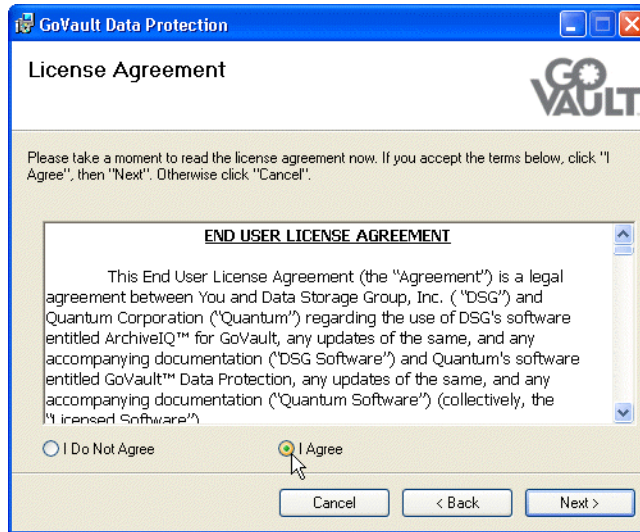 GoVault Data Protection
License Agreement
GO
VAULT
Please take a moment to read the license agreement now. If you accept the terms below, click "I
Agree", then "Next". Otherwise click "Cancel".
END USER LICENSE AGREEMENT
This End User License Agreement (the “Agreement”) is a legal
agreement between You and Data Storage Group, Inc. ( “DSG”) and
Quantum Corporation (“Quantum”) regarding the use of DSG's software
entitled ArchiveIQ™ for GoVault, any updates of the same, and any
accompanying documentation (“DSG Software”) and Quantum's software
entitled GoVault™ Data Protection, any updates of the same, and any
accompanying documentation (“Quantum Software”) (collectively, the
“Licensed Software”)
I Do Not Agree
I Agree
Cancel
< Back
Next >